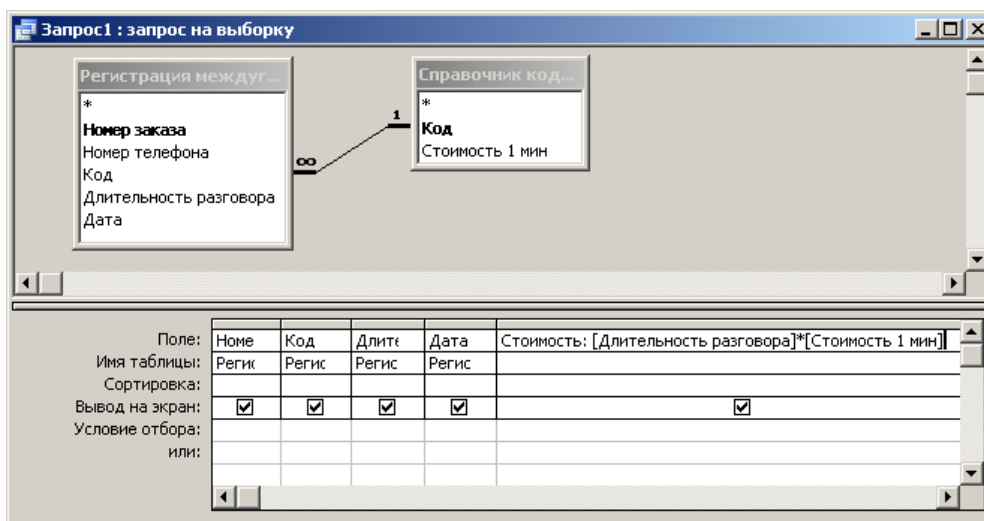 Запрос1 : запрос на выборку
Регистрация междуг...
*
Номер заказа
Номер телефона
Код
Длительность разговора
Дата
∞
1
Справочник код...
*
Код
Стоимость 1 мин
Поле: Номе Код Длите Дата Стоимость: [Длительность разговора]*[Стоимость 1 мин]
Имя таблицы: Регис Регис Регис Регис
Сортировка:
Вывод на экран:
Условие отбора:
или: